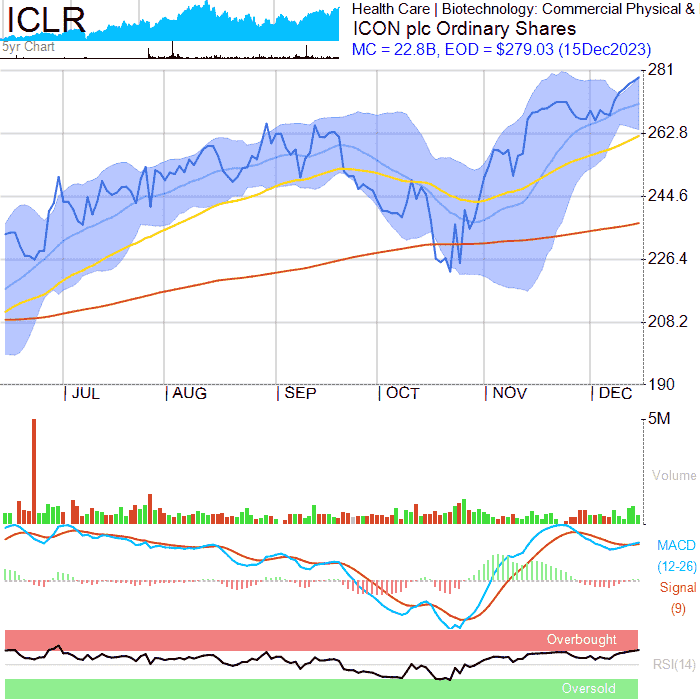 ICLR
5yr Chart
Health Care | Biotechnology: Commercial Physical &
ICON plc Ordinary Shares
MC = 22.8B, EOD = $279.03 (15Dec2023)
281
262.8
244.6
226.4
208.2
190
JUL
AUG
SEP
OCT
NOV
DEC
5M
Volume
MACD
(12-26)
Signal
(9)
Overbought
RSI(14)
Oversold